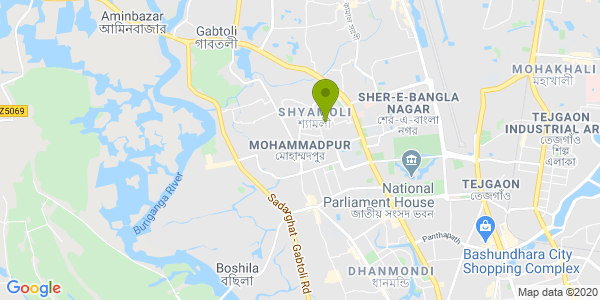 Aminbazar
আমিনবাজার
Gabtoli
গাবতলী
Z5069
SHYAMOLI
শ্যামলী
SHER-E-BANGLA
NAGAR
শের-এ-বাংলা
নগর
MOHAKHALI
মহাখালী
TEJGAON
INDUSTRIAL AR
তেজগাঁও
শিল্প
এলাকা
MOHAMMADPUR
মোহাম্মদপুর
National
Parliament House
জাতীয় সংসদ ভবন
TEJGAON
তেজগাঁও
Buriganga River
Sadarghat - Gabtoli Rd
Panthapath
Bashundhara City
Shopping Complex
Boshila
বছিলা
DHANMONDI
ধানমন্ডি
Google
Map data ©2020